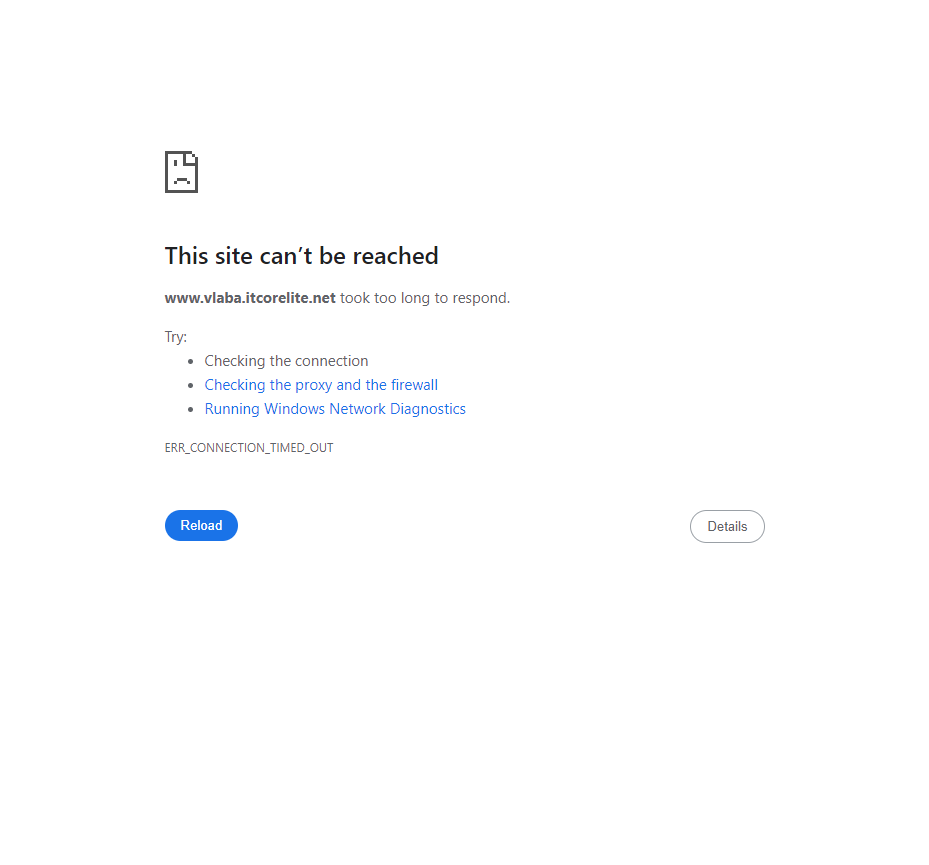 This site can’t be reached
www.vlaba.itcorelite.net took too long to respond.
Try:
Checking the connection
Checking the proxy and the firewall
Running Windows Network Diagnostics
ERR_CONNECTION_TIMED_OUT
Reload
Details